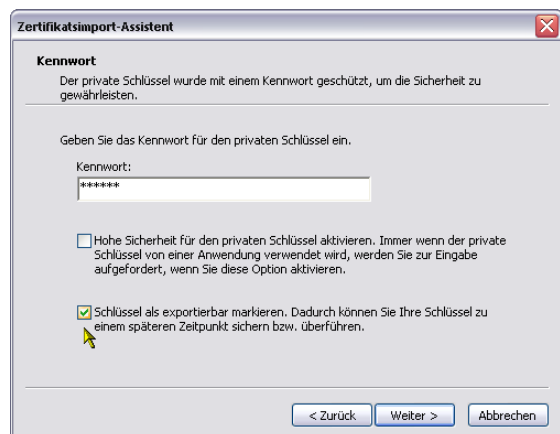 Zertifikatsimport-Assistent
Kennwort
Der private Schlüssel wurde mit einem Kennwort geschützt, um die Sicherheit zu
gewährleisten.
Geben Sie das Kennwort für den privaten Schlüssel ein.
Kennwort:
******
Hohe Sicherheit für den privaten Schlüssel aktivieren. Immer wenn der private
Schlüssel von einer Anwendung verwendet wird, werden Sie zur Eingabe
aufgefordert, wenn Sie diese Option aktivieren.
Schlüssel als exportierbar markieren. Dadurch können Sie Ihre Schlüssel zu
einem späteren Zeitpunkt sichern bzw. überführen.
< Zurück Weiter > Abbrechen